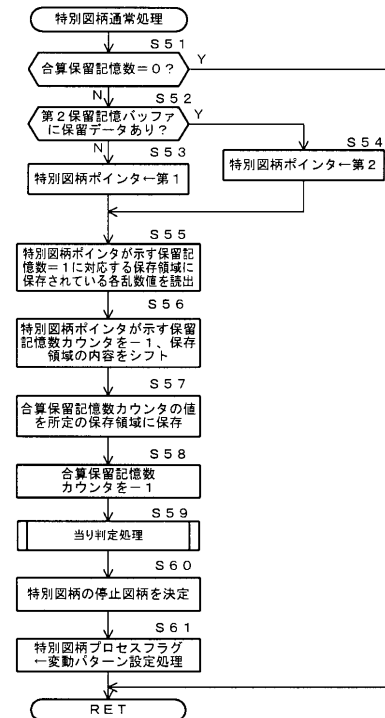 特別図柄通常処理
S51
合算保留記憶数＝0？
Y
N
S52
第2保留記憶バッファ
に保留データあり？
Y
N
S53
特別図柄ポインタ←第1
S54
特別図柄ポインタ←第2
S55
特別図柄ポインタが示す保留記
憶数＝1に対応する保存領域に
保存されている各乱数値を読出
S56
特別図柄ポインタが示す保留
記憶数カウンタを－1、保存
領域の内容をシフト
S57
合算保留記憶数カウンタの値
を所定の保存領域に保存
S58
合算保留記憶数
カウンタを－1
S59
当り判定処理
S60
特別図柄の停止図柄を決定
S61
特別図柄プロセスフラグ
←変動パターン設定処理
RET